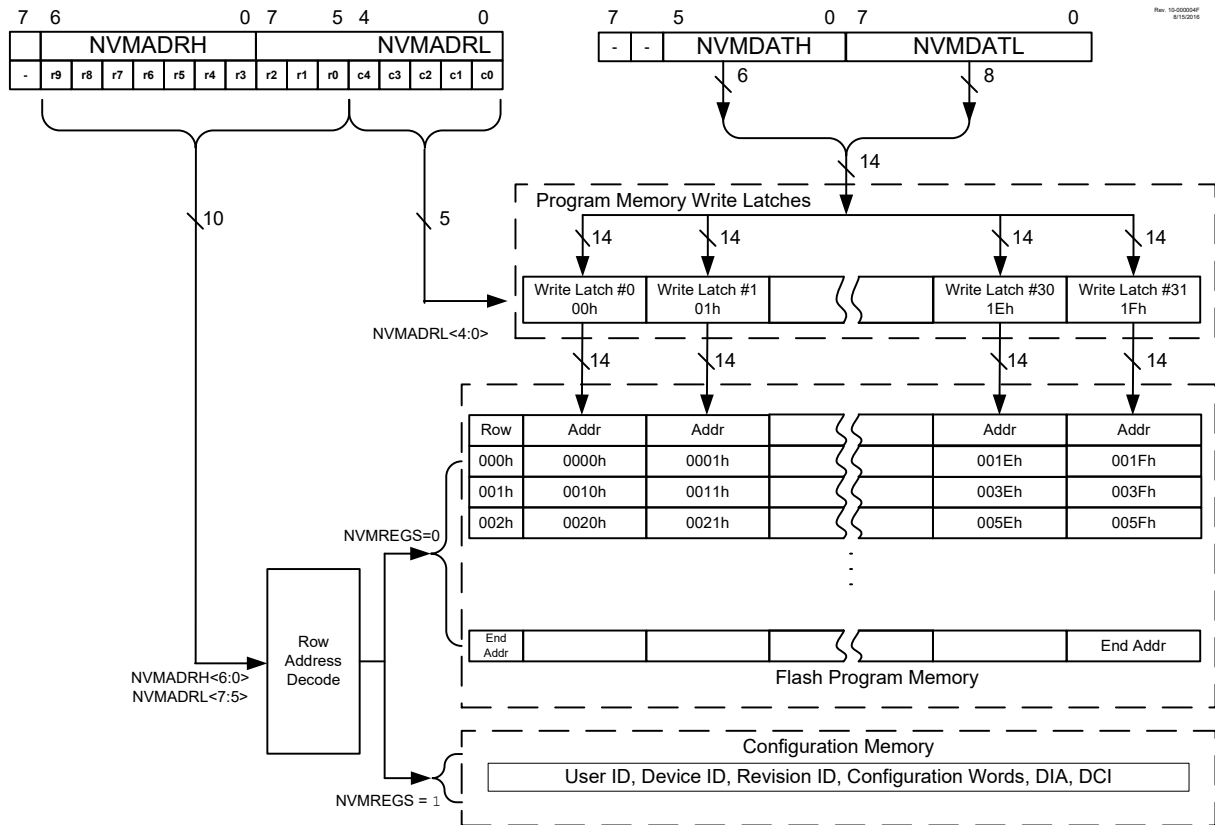 7 6 0 7 5 4 0
NVMADRH NVMADRL
- r9 r8 r7 r6 r5 r4 r3 r2 r1 r0 c4 c3 c2 c1 c0
7 5 0 7 0
- - NVMDATH NVMDATL
Rev. 10-000004F
8/15/2016
6 8
14
10
5
Program Memory Write Latches
14 14 14 14
Write Latch #0
00h
Write Latch #1
01h
Write Latch #30
1Eh
Write Latch #31
1Fh
NVMADRL<4:0>
14 14 14 14
Row Addr Addr Addr Addr
000h 0000h 0001h 001Eh 001Fh
001h 0010h 0011h 003Eh 003Fh
002h 0020h 0021h 005Eh 005Fh
NVMREGS=0
End
Addr
End Addr
Flash Program Memory
Row
Address
Decode
NVMADRH<6:0>
NVMADRL<7:5>
Configuration Memory
User ID, Device ID, Revision ID, Configuration Words, DIA, DCI
NVMREGS = 1